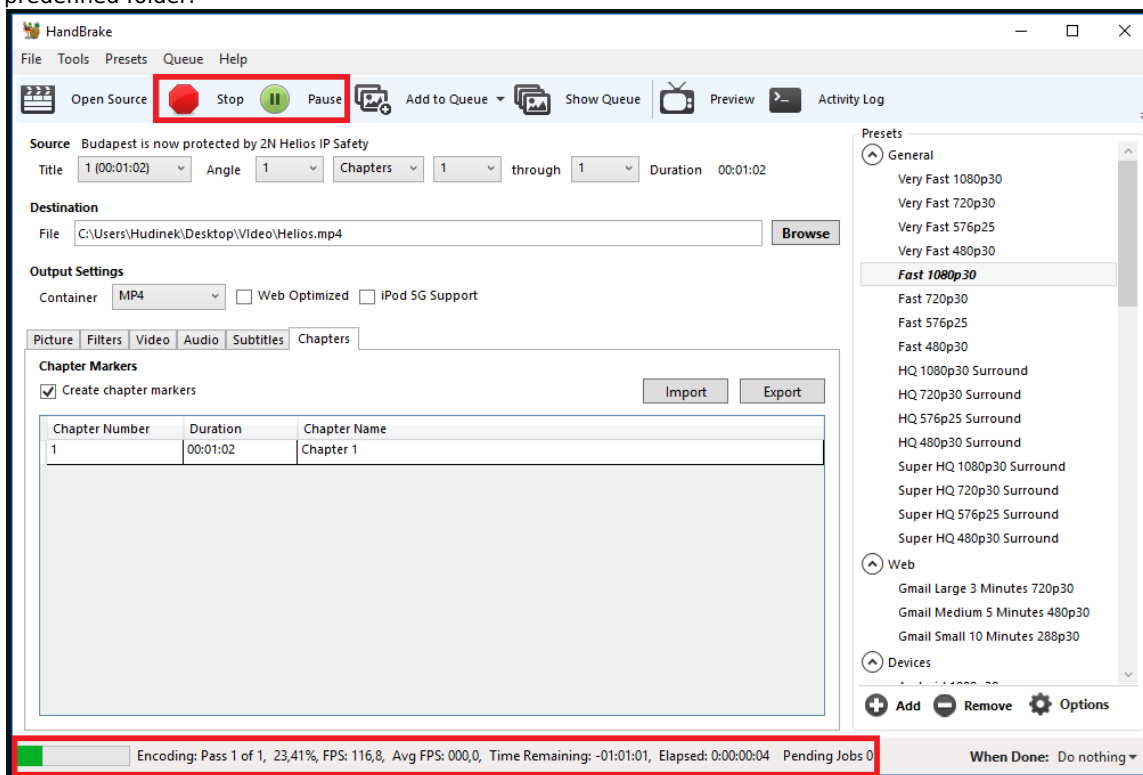 predefined folder.
HandBrake
File Tools Presets Queue Help
Open Source Stop Pause Add to Queue Show Queue Preview Activity Log
Source Budapest is now protected by 2N Helios IP Safety
Title 1 (00:01:02) Angle 1 Chapters 1 through 1 Duration 00:01:02
Destination
File C:\Users\Hudinek\Desktop\VIdeo\Helios.mp4 Browse
Output Settings
Container MP4 Web Optimized iPod 5G Support
Picture Filters Video Audio Subtitles Chapters
Chapter Markers
Create chapter markers Import Export
Chapter Number Duration Chapter Name
1 00:01:02 Chapter 1
Presets
General
Very Fast 1080p30
Very Fast 720p30
Very Fast 576p25
Very Fast 480p30
Fast 1080p30
Fast 720p30
Fast 576p25
Fast 480p30
HQ 1080p30 Surround
HQ 720p30 Surround
HQ 576p25 Surround
HQ 480p30 Surround
Super HQ 1080p30 Surround
Super HQ 720p30 Surround
Super HQ 576p25 Surround
Super HQ 480p30 Surround
Web
Gmail Large 3 Minutes 720p30
Gmail Medium 5 Minutes 480p30
Gmail Small 10 Minutes 288p30
Devices
Add Remove Options
Encoding: Pass 1 of 1, 23,41%, FPS: 116,8, Avg FPS: 000,0, Time Remaining: -01:01:01, Elapsed: 0:00:00:04 Pending Jobs 0 When Done: Do nothing